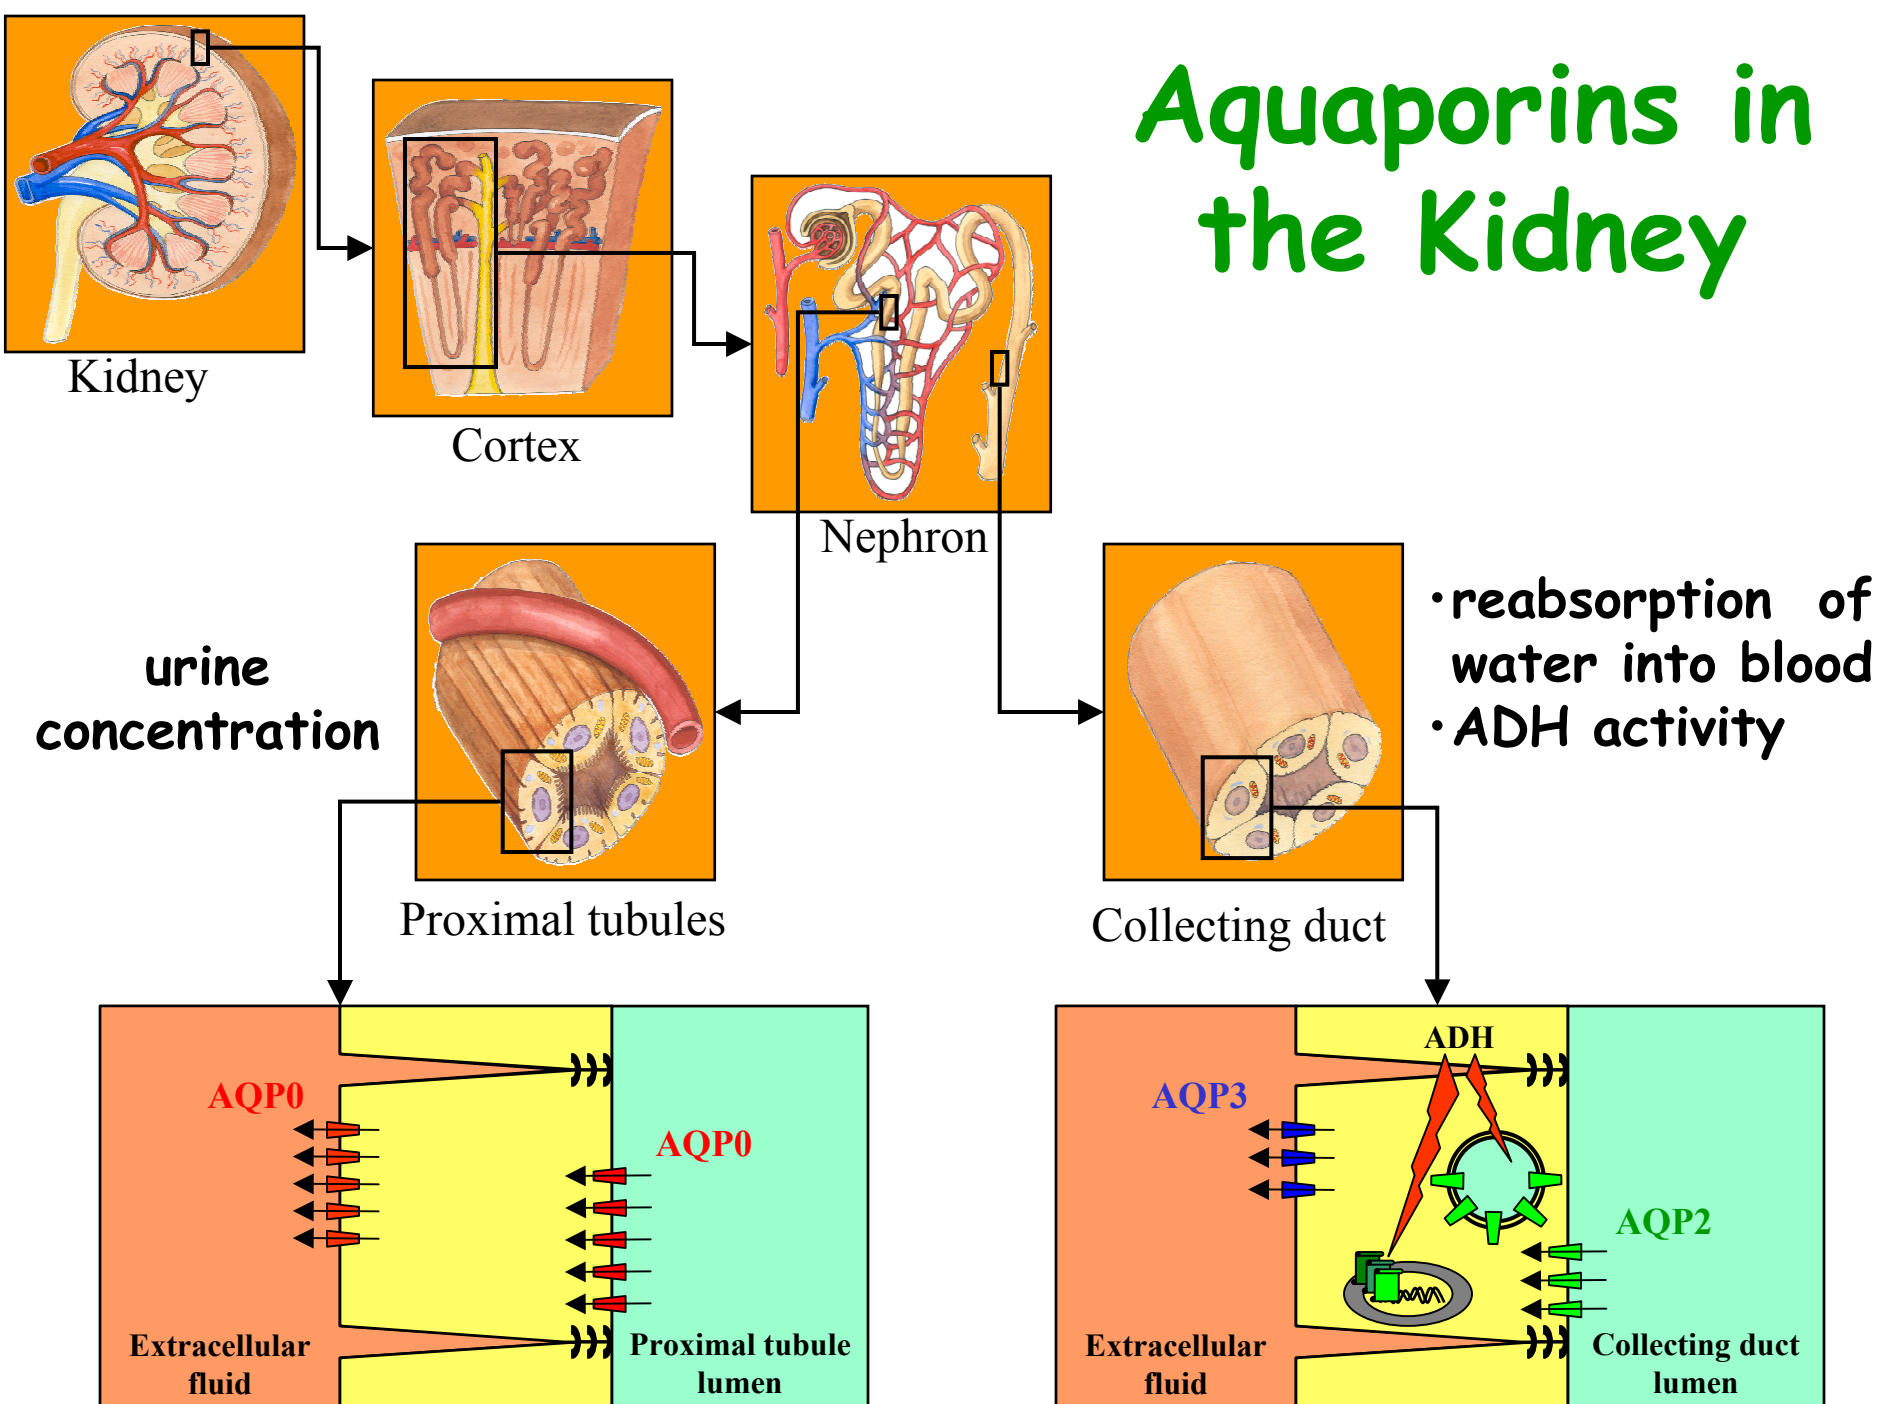 Aquaporins in
the Kidney
Kidney
Cortex
Nephron
urine
concentration
•reabsorption of
water into blood
•ADH activity
Proximal tubules
Collecting duct
AQP0
AQP0
Extracellular
fluid
Proximal tubule
lumen
ADH
AQP3
AQP2
Extracellular
fluid
Collecting duct
lumen